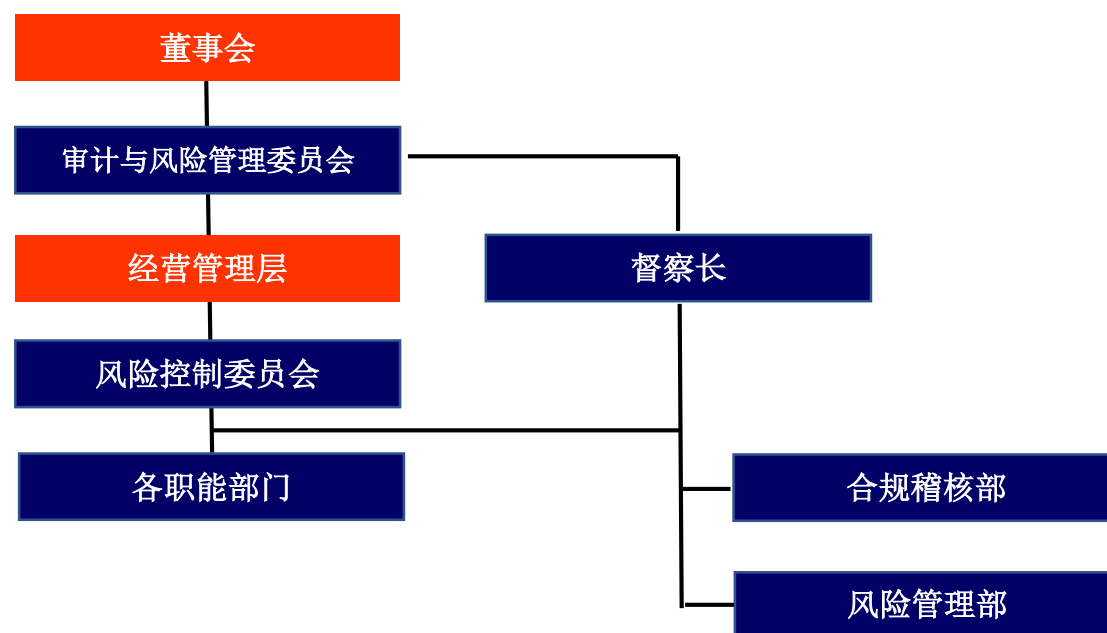 董事会
审计与风险管理委员会
经营管理层
督察长
风险控制委员会
各职能部门
合规稽核部
风险管理部